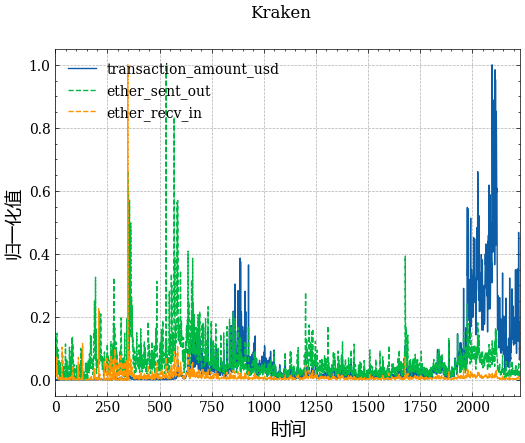 Kraken
transaction_amount_usd
ether_sent_out
ether_recv_in
归一化值
1.0
0.8
0.6
0.4
0.2
0.0
0 250 500 750 1000 1250 1500 1750 2000
时间